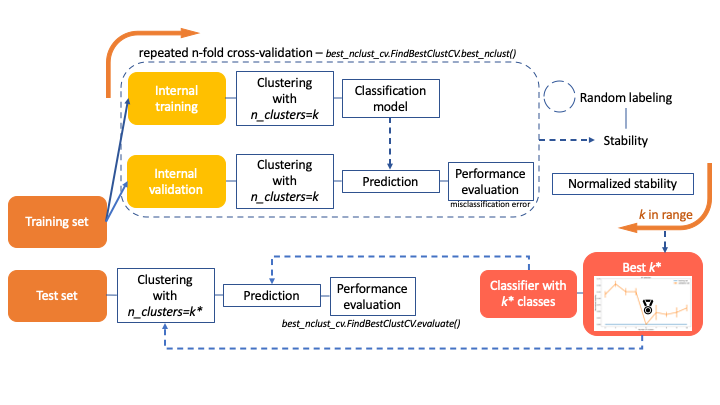 repeated n-fold cross-validation – best_nclust_cv.FindBestClustCV.best_nclust()
Internal
training
Clustering
with
n_clusters=k
Classification
model
Random labeling
Stability
Internal
validation
Clustering
with
n_clusters=k
Prediction
Performance
evaluation
misclassification error
Normalized stability
Training set
k in range
Test set
Clustering
with
n_clusters=k*
Prediction
Performance
evaluation
best_nclust_cv.FindBestClustCV.evaluate()
Classifier with
k* classes
Best k*